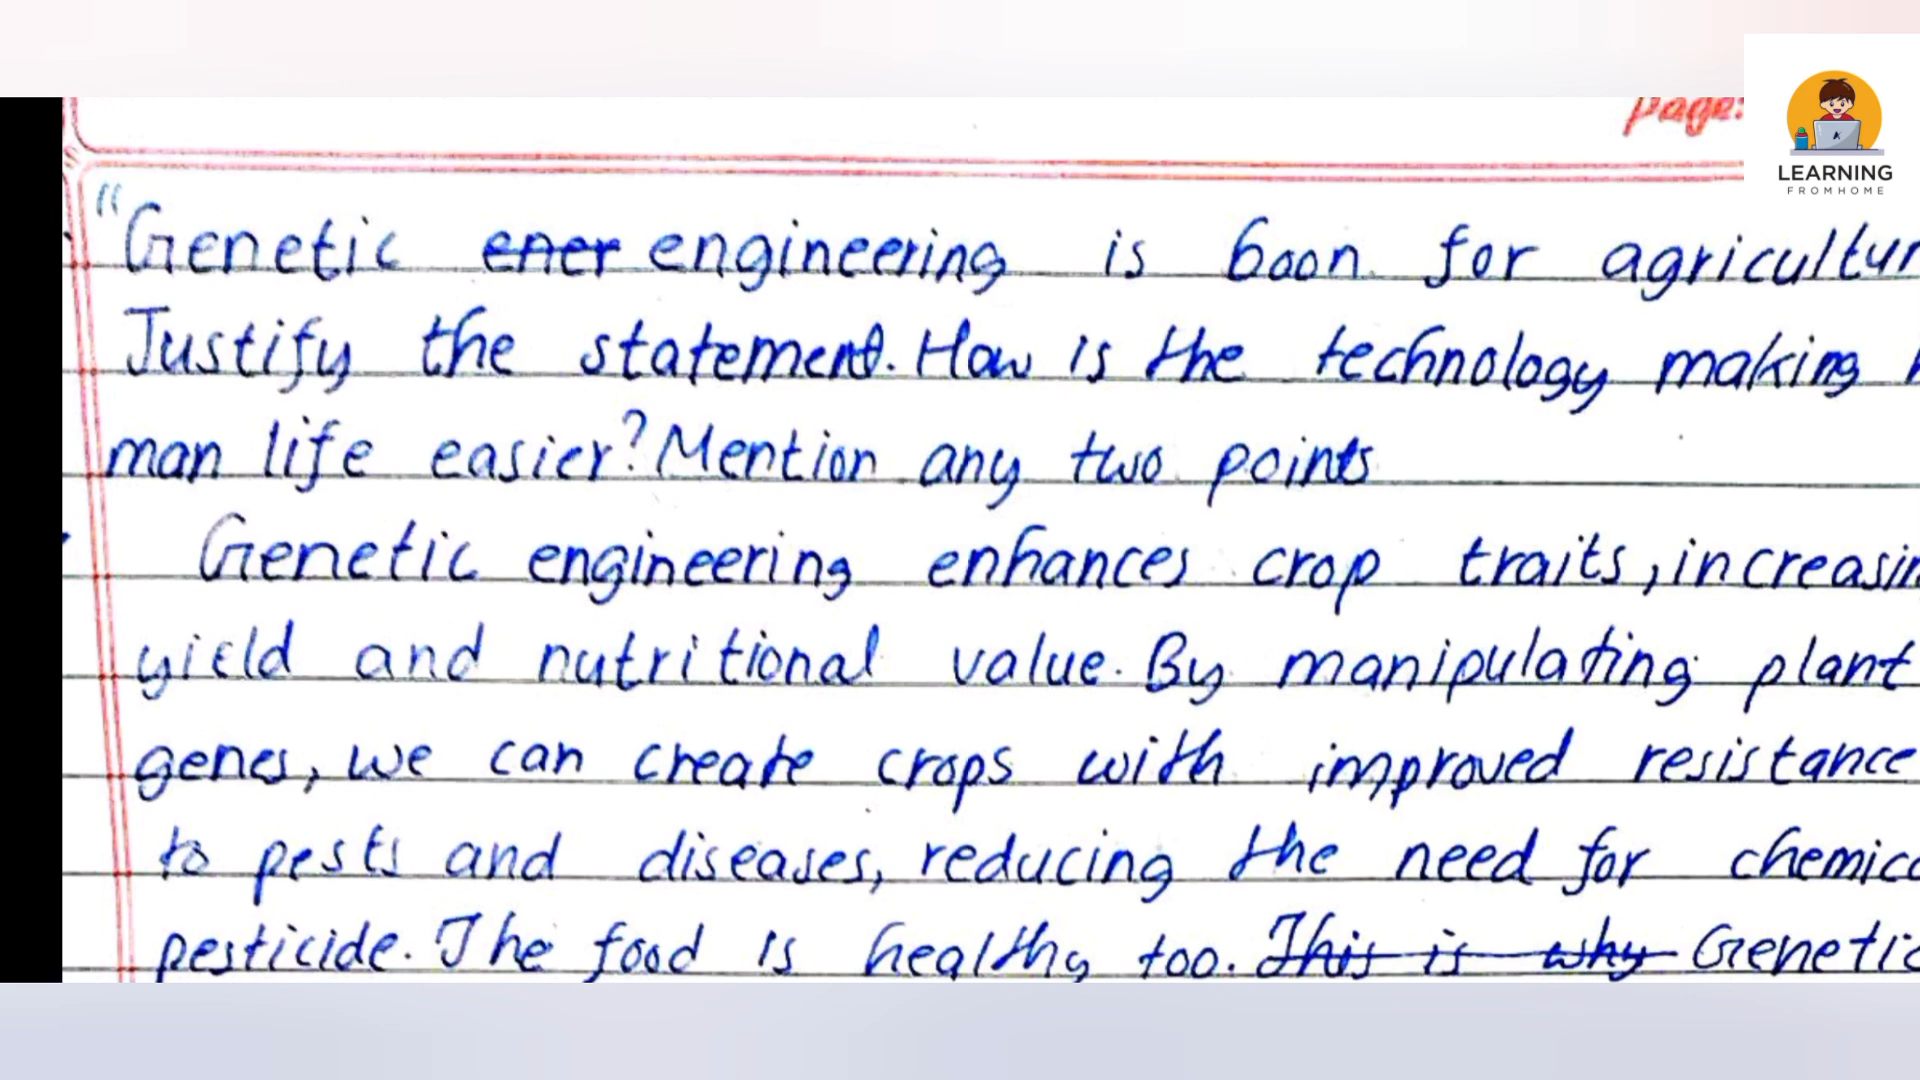 page:
LEARNING
FROMHOME
"Genetic ener engineering is boon for agricultur
Justify the statement. How is the technology making h
man life easier? Mention any two points
Genetic engineering enhances crop traits, increasin
yield and nutritional value. By manipulating plant
genes, we can create crops with improved resistance
to pests and diseases, reducing the need for chemica
pesticide. The food is healthy too. This is why Genetic